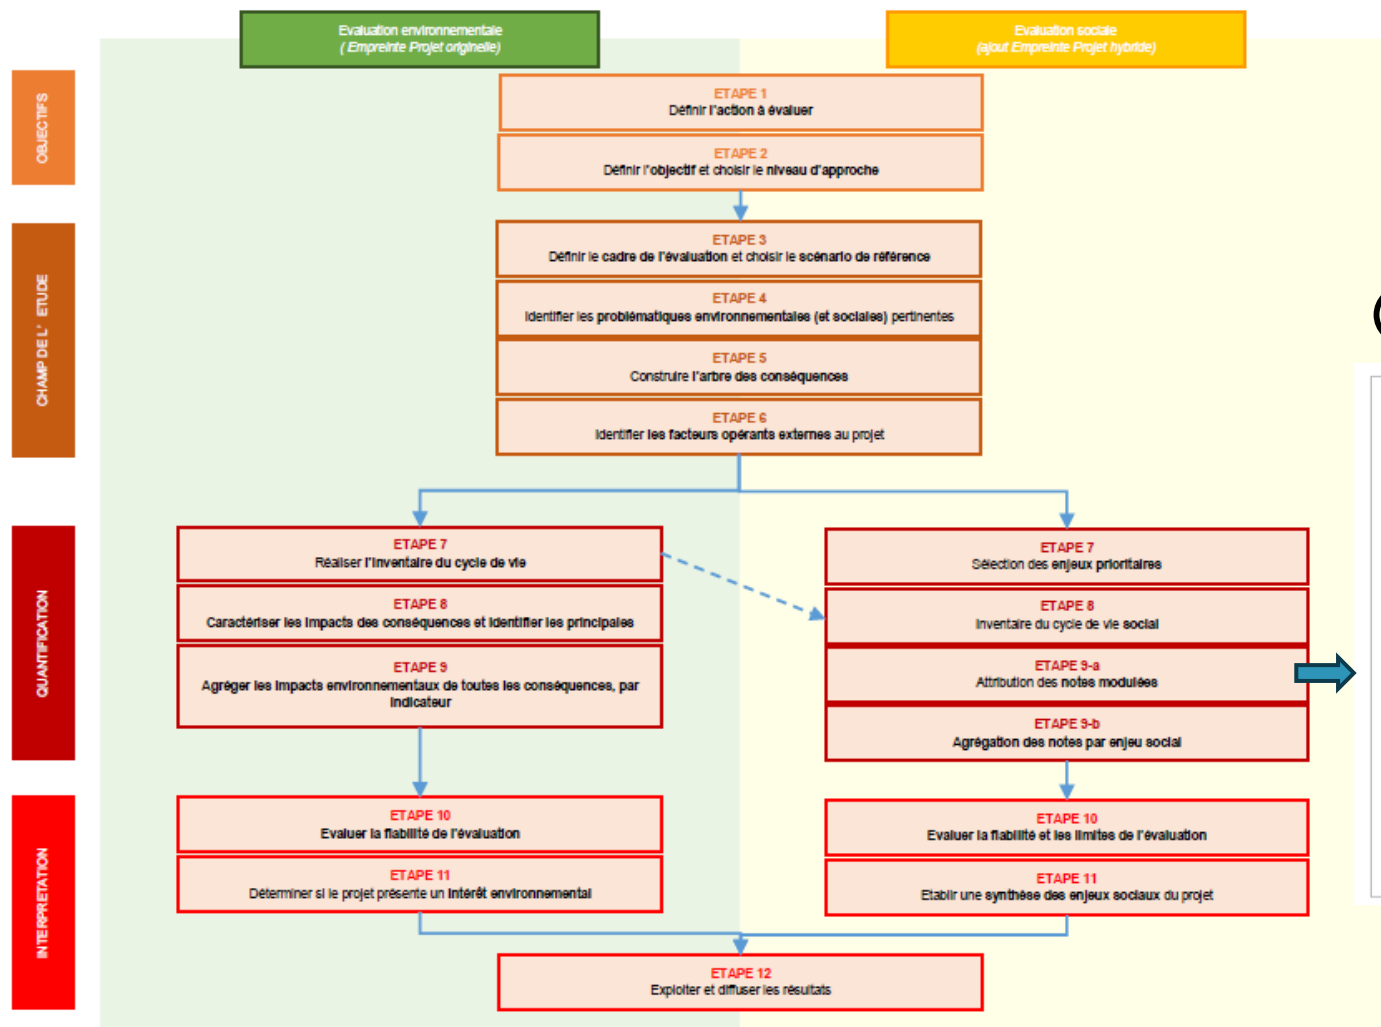 Evaluation environnementale
( Empreinte Projet originelle)
Evaluation sociale
(ajout Empreinte Projet hybride)
OBJECTIFS
ETAPE 1
Définir l'action à évaluer
ETAPE 2
Définir l'objectif et choisir le niveau d'approche
CHAMP DE L' ETUDE
ETAPE 3
Définir le cadre de l'évaluation et choisir le scénario de référence
ETAPE 4
Identifier les problématiques environnementales (et sociales) pertinentes
ETAPE 5
Construire l'arbre des conséquences
ETAPE 6
Identifier les facteurs opérants externes au projet
QUANTIFICATION
ETAPE 7
Réaliser l'inventaire du cycle de vie
ETAPE 8
Caractériser les impacts des conséquences et identifier les principales
ETAPE 9
Agréger les impacts environnementaux de toutes les conséquences, par
indicateur
ETAPE 7
Sélection des enjeux prioritaires
ETAPE 8
Inventaire du cycle de vie social
ETAPE 9-a
Attribution des notes modulées
ETAPE 9-b
Agrégation des notes par enjeu social
INTERPRETATION
ETAPE 10
Evaluer la fiabilité de l'évaluation
ETAPE 11
Déterminer si le projet présente un intérêt environnemental
ETAPE 10
Evaluer la fiabilité et les limites de l'évaluation
ETAPE 11
Etablir une synthèse des enjeux sociaux du projet
ETAPE 12
Exploiter et diffuser les résultats